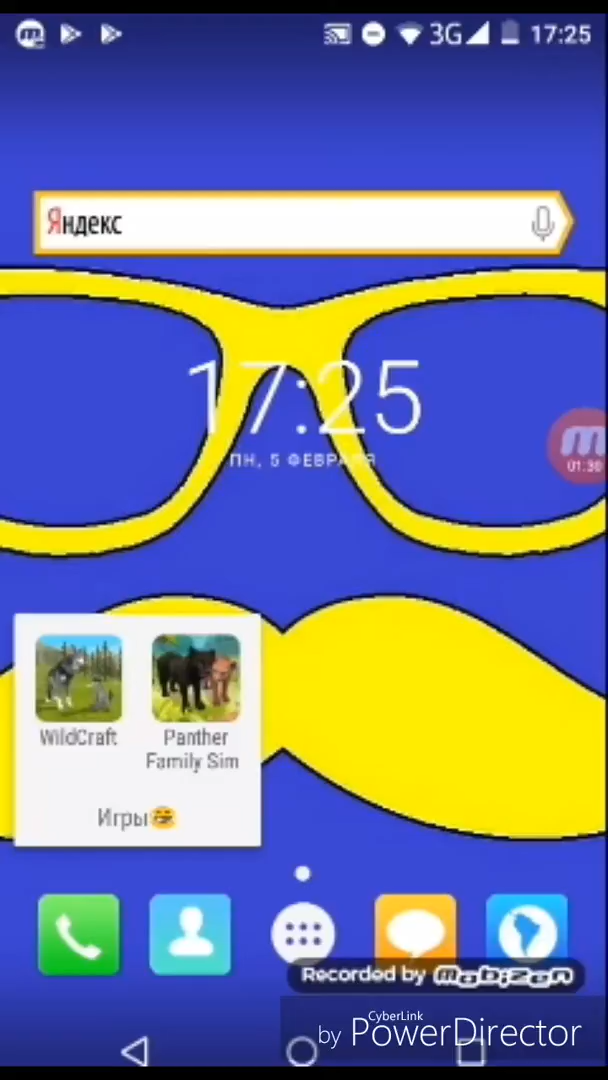 3G 17:25
Яндекс
17:25
ПН, 5 ФЕВРАЛЯ
01:30
WildCraft
Panther
Family Sim
Игры😂
Recorded by mobizen
CyberLink
by PowerDirector